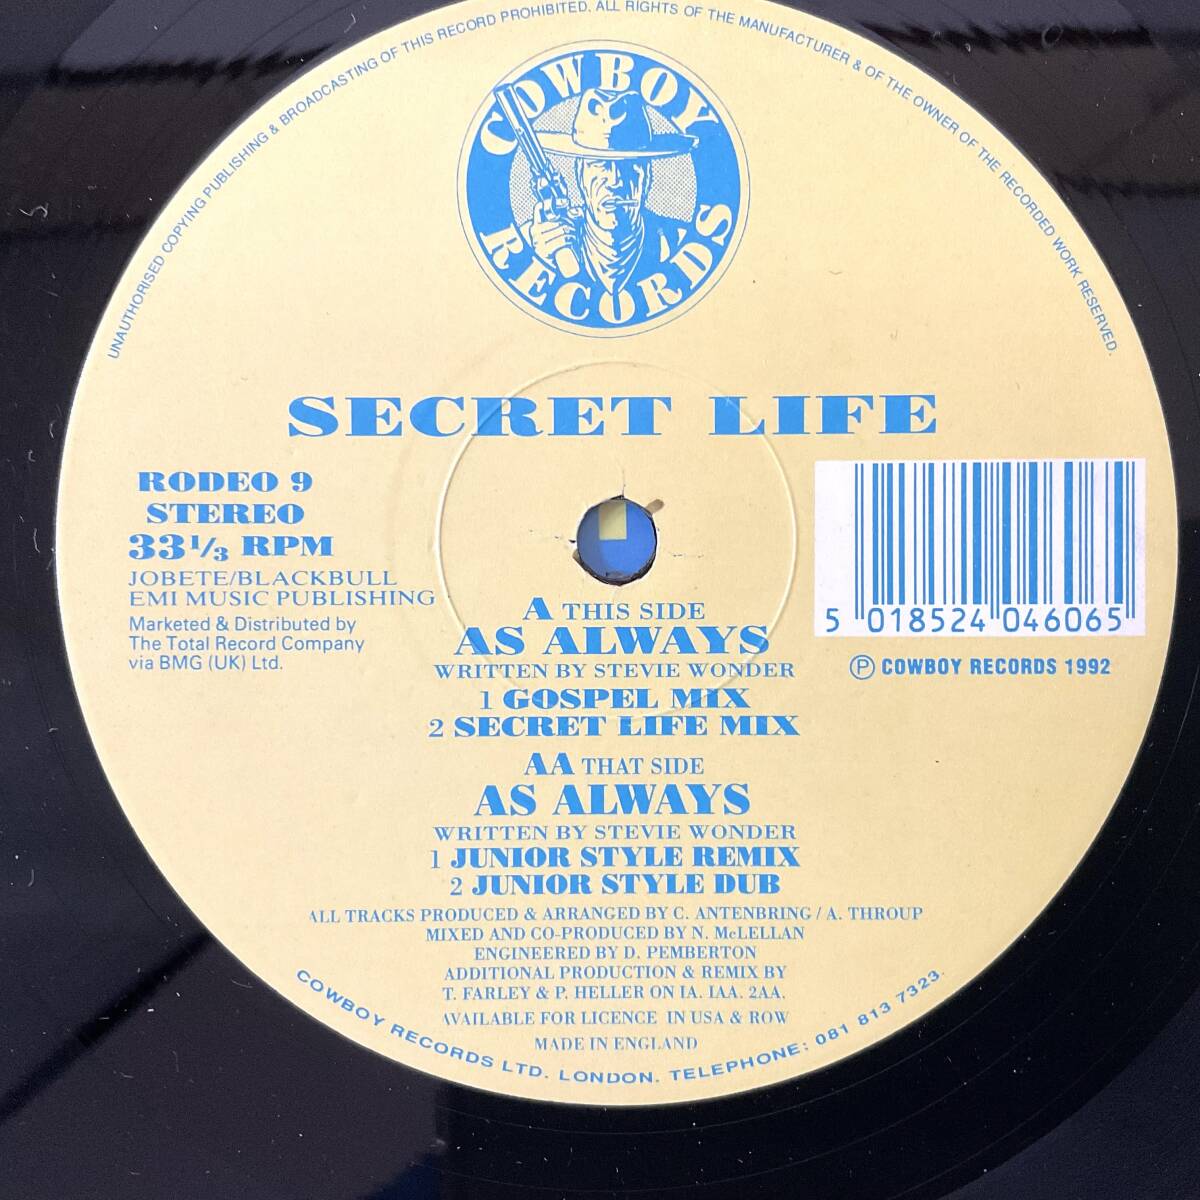 UNAUTHORISED COPYING PUBLISHING & BROADCASTING OF THIS RECORD PROHIBITED. ALL RIGHTS OF THE MANUFACTURER & OF THE OWNER OF THE RECORDED WORK RESERVED.
COWBOY
RECORDS
SECRET LIFE
RODEO 9
STEREO
33 1/3 RPM
JOBETE/BLACKBULL
EMI MUSIC PUBLISHING
Marketed & Distributed by
The Total Record Company
via BMG (UK) Ltd.
5 018524 046065
Ⓟ COWBOY RECORDS 1992
A THIS SIDE
AS ALWAYS
WRITTEN BY STEVIE WONDER
1 GOSPEL MIX
2 SECRET LIFE MIX
AA THAT SIDE
AS ALWAYS
WRITTEN BY STEVIE WONDER
1 JUNIOR STYLE REMIX
2 JUNIOR STYLE DUB
ALL TRACKS PRODUCED & ARRANGED BY C. ANTENBRING / A. THROUP
MIXED AND CO-PRODUCED BY N. McLELLAN
ENGINEERED BY D. PEMBERTON
ADDITIONAL PRODUCTION & REMIX BY
T. FARLEY & P. HELLER ON 1A. 1AA. 2AA.
AVAILABLE FOR LICENCE IN USA & ROW
MADE IN ENGLAND
COWBOY RECORDS LTD. LONDON. TELEPHONE: 081 813 7323.